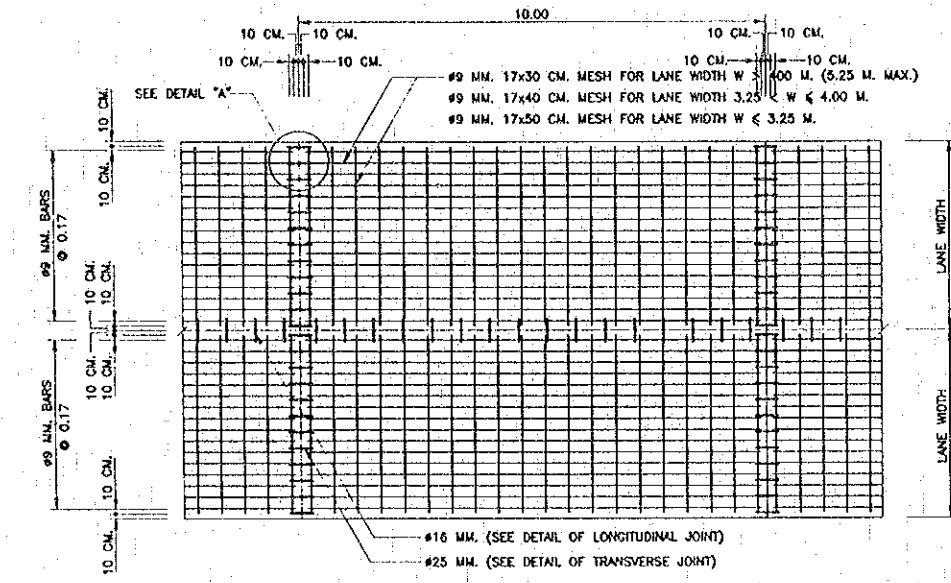 10.00
10 CM. 10 CM.
10 CM. 10 CM.
10 CM. 10 CM.
10 CM. 10 CM.
ø9 MM. 17x30 CM. MESH FOR LANE WIDTH W > 400 M. (5.25 M. MAX.)
ø9 MM. 17x40 CM. MESH FOR LANE WIDTH 3.25 < W ⩽ 4.00 M.
ø9 MM. 17x50 CM. MESH FOR LANE WIDTH W ⩽ 3.25 M.
SEE DETAIL "A"
10 CM.
10 CM.
ø9 MM. BARS
@ 0.17
10 CM.
10 CM.
10 CM.
10 CM.
ø9 MM. BARS
@ 0.17
10 CM.
10 CM.
LANE WIDTH
LANE WIDTH
ø16 MM. (SEE DETAIL OF LONGITUDINAL JOINT)
ø25 MM. (SEE DETAIL OF TRANSVERSE JOINT)